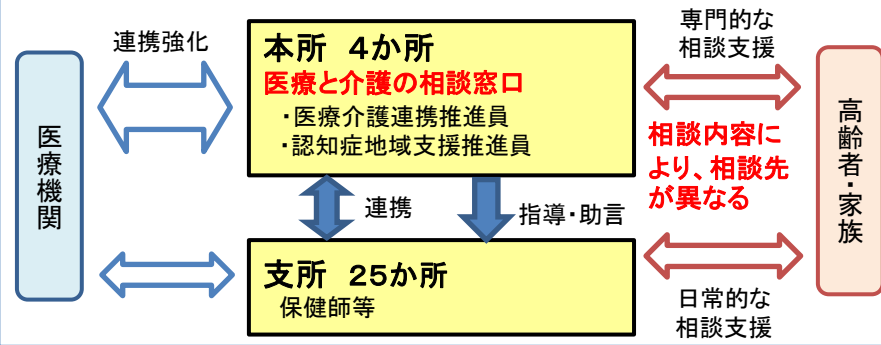 連携強化
医療機関
本所 4か所
医療と介護の相談窓口
・医療介護連携推進員
・認知症地域支援推進員
連携
指導・助言
支所 25か所
保健師等
専門的な
相談支援
相談内容に
より、相談先
が異なる
日常的な
相談支援
高齢者・家族